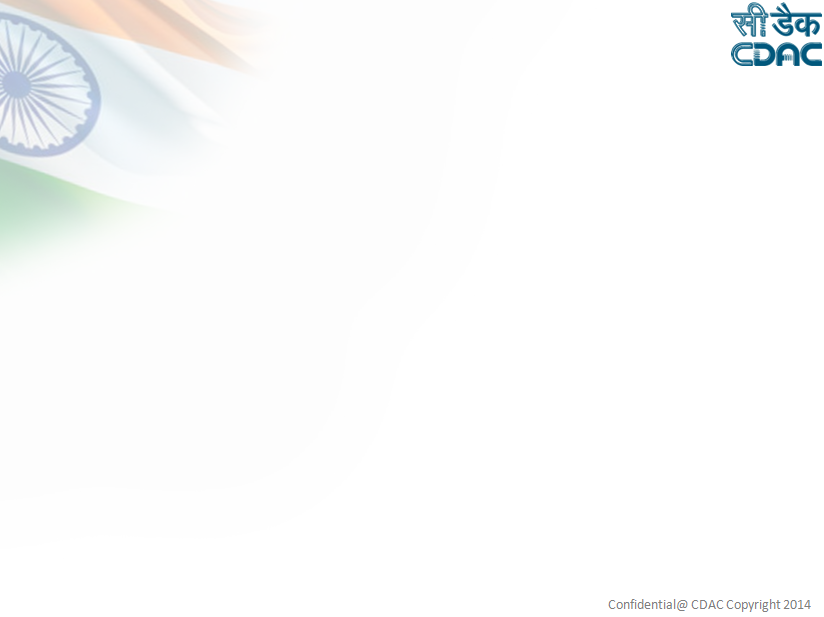 सी डैक
CDAC
Confidential@ CDAC Copyright 2014